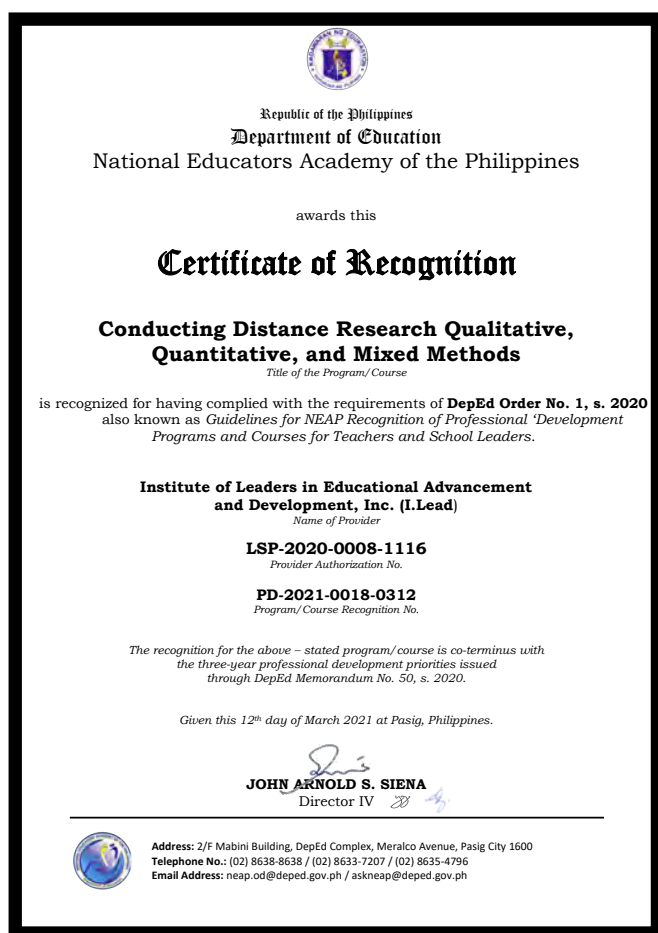 KAGAWARAN NG EDUKASYON
Republic of the Philippines
Department of Education
National Educators Academy of the Philippines
awards this
Certificate of Recognition
Conducting Distance Research Qualitative,
Quantitative, and Mixed Methods
Title of the Program/Course
is recognized for having complied with the requirements of DepEd Order No. 1, s. 2020
also known as Guidelines for NEAP Recognition of Professional ‘Development
Programs and Courses for Teachers and School Leaders.
Institute of Leaders in Educational Advancement
and Development, Inc. (I.Lead)
Name of Provider
LSP-2020-0008-1116
Provider Authorization No.
PD-2021-0018-0312
Program/Course Recognition No.
The recognition for the above – stated program/course is co-terminus with
the three-year professional development priorities issued
through DepEd Memorandum No. 50, s. 2020.
Given this 12th day of March 2021 at Pasig, Philippines.
JOHN ARNOLD S. SIENA
Director IV
Address: 2/F Mabini Building, DepEd Complex, Meralco Avenue, Pasig City 1600
Telephone No.: (02) 8638-8638 / (02) 8633-7207 / (02) 8635-4796
Email Address: neap.od@deped.gov.ph / askneap@deped.gov.ph